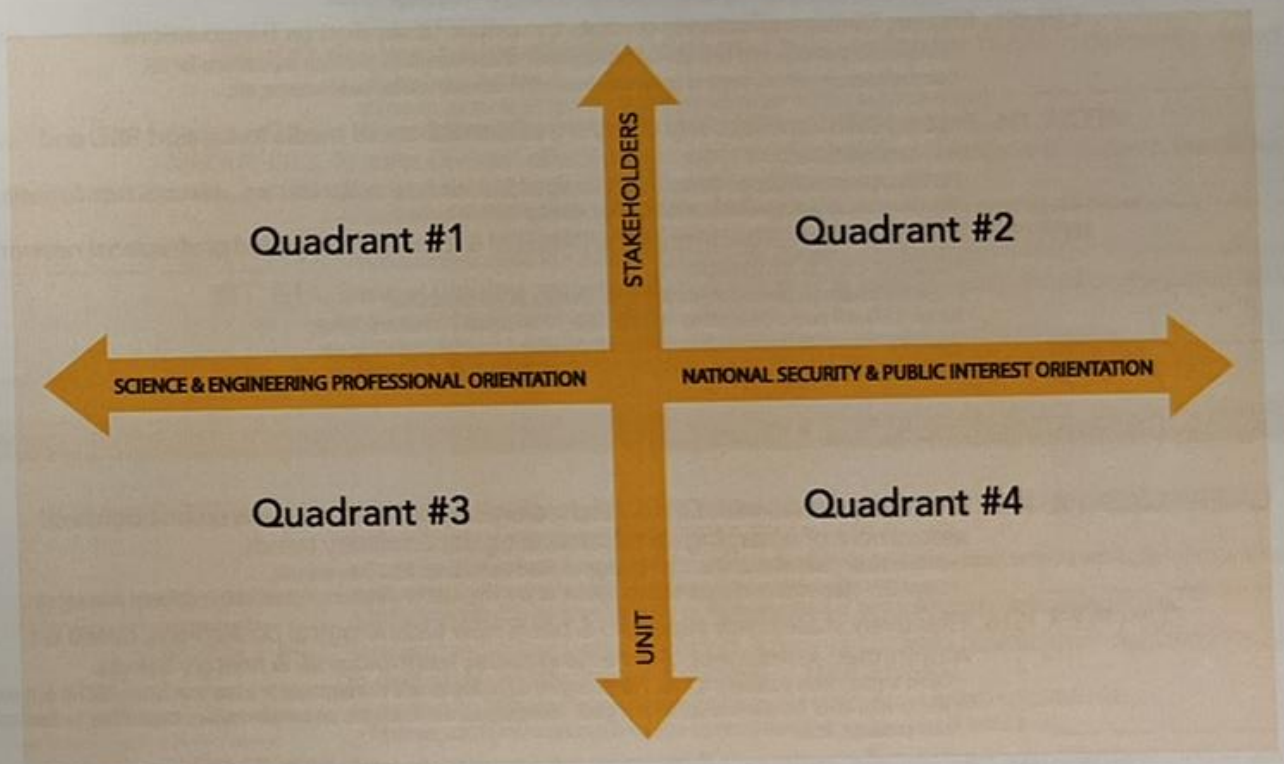 STAKEHOLDERS
Quadrant #1
Quadrant #2
SCIENCE & ENGINEERING PROFESSIONAL ORIENTATION
NATIONAL SECURITY & PUBLIC INTEREST ORIENTATION
Quadrant #3
Quadrant #4
UNIT